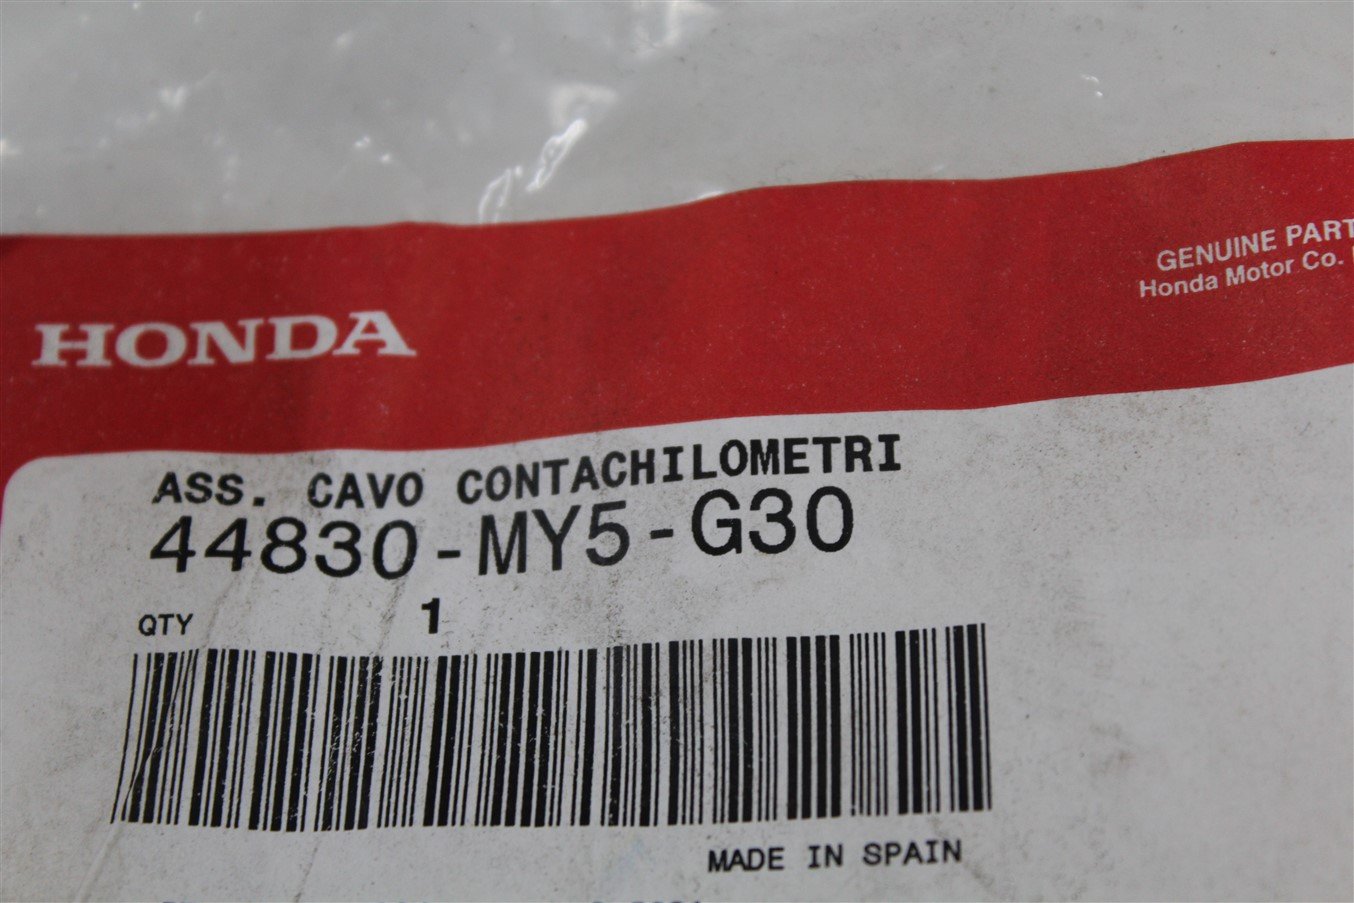 GENUINE PART
Honda Motor Co.
HONDA
ASS. CAVO CONTACHILOMETRI
44830-MY5-G30
QTY 1
MADE IN SPAIN